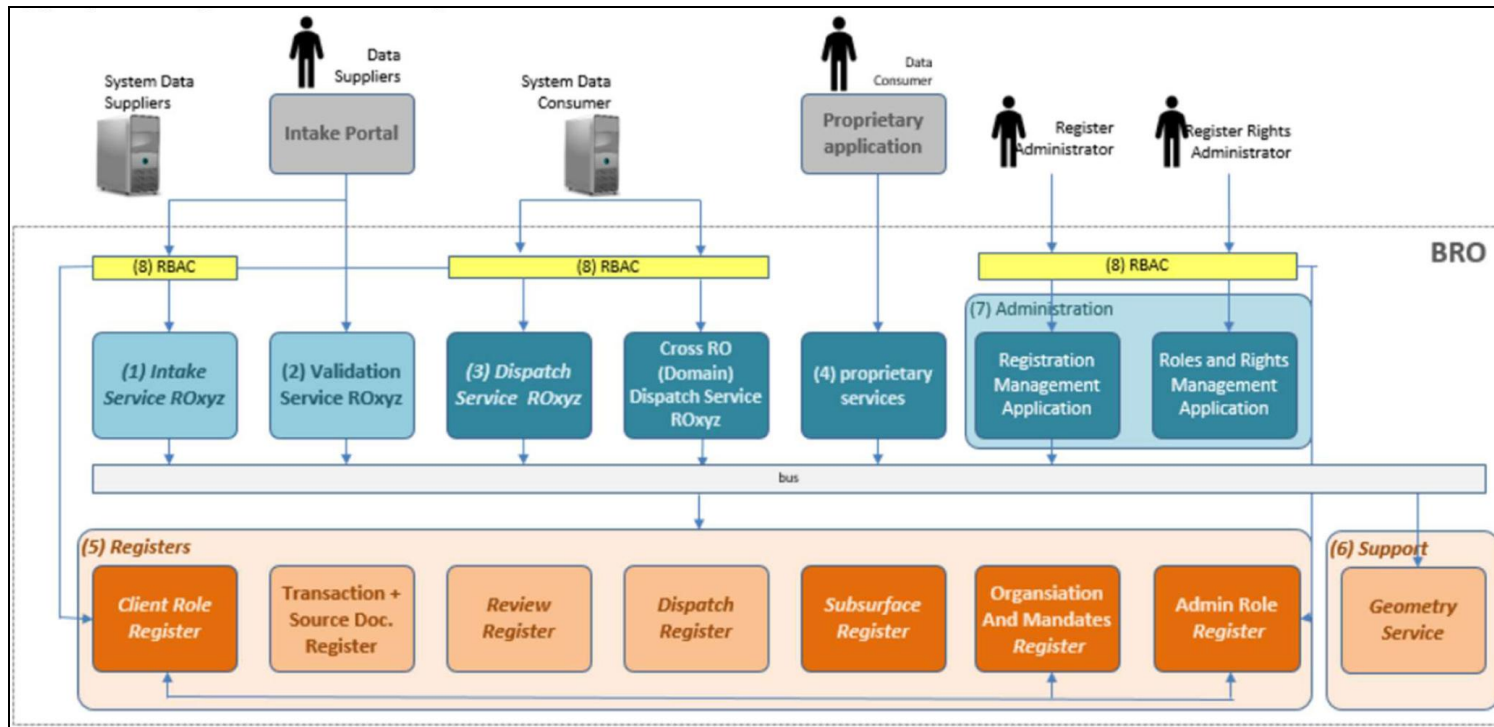 Data
Suppliers
System Data
Suppliers
Intake Portal
System Data
Consumer
Data
Consumer
Proprietary
application
Register
Administrator
Register Rights
Administrator
BRO
(8) RBAC
(8) RBAC
(8) RBAC
(7) Administration
(1) Intake
Service ROxyz
(2) Validation
Service ROxyz
(3) Dispatch
Service ROxyz
Cross RO
(Domain)
Dispatch Service
ROxyz
(4) proprietary
services
Registration
Management
Application
Roles and Rights
Management
Application
bus
(5) Registers
Client Role
Register
Transaction +
Source Doc.
Register
Review
Register
Dispatch
Register
Subsurface
Register
Organsiation
And Mandates
Register
Admin Role
Register
(6) Support
Geometry
Service